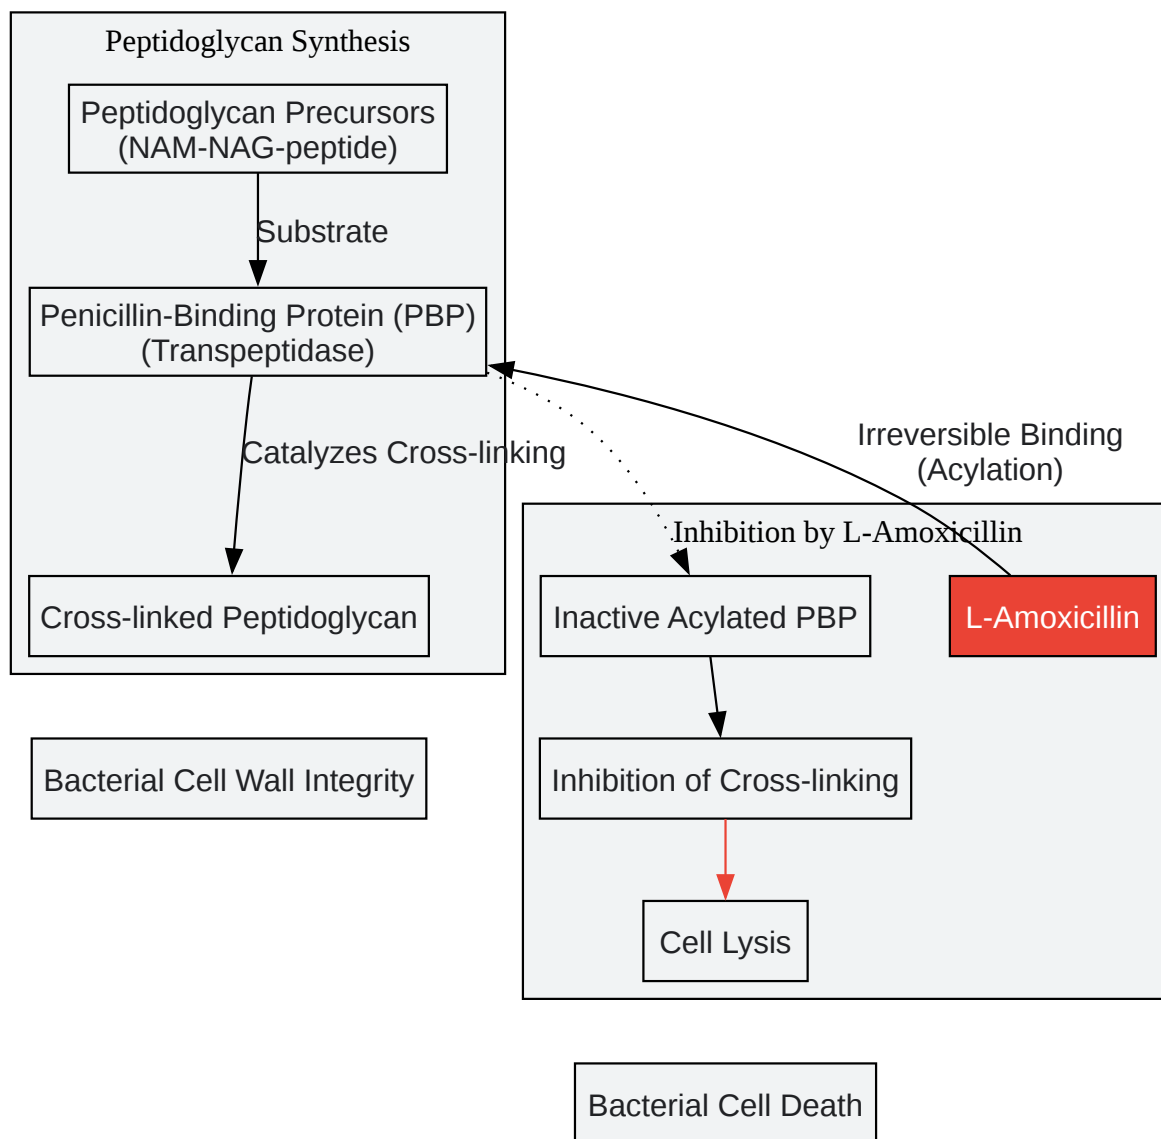 Peptidoglycan Synthesis
Peptidoglycan Precursors
(NAM-NAG-peptide)
Substrate
Penicillin-Binding Protein (PBP)
(Transpeptidase)
Catalyzes Cross-linking
Irreversible Binding
(Acylation)
Inhibition by L-Amoxicillin
Cross-linked Peptidoglycan
Inactive Acylated PBP
L-Amoxicillin
Bacterial Cell Wall Integrity
Inhibition of Cross-linking
Cell Lysis
Bacterial Cell Death